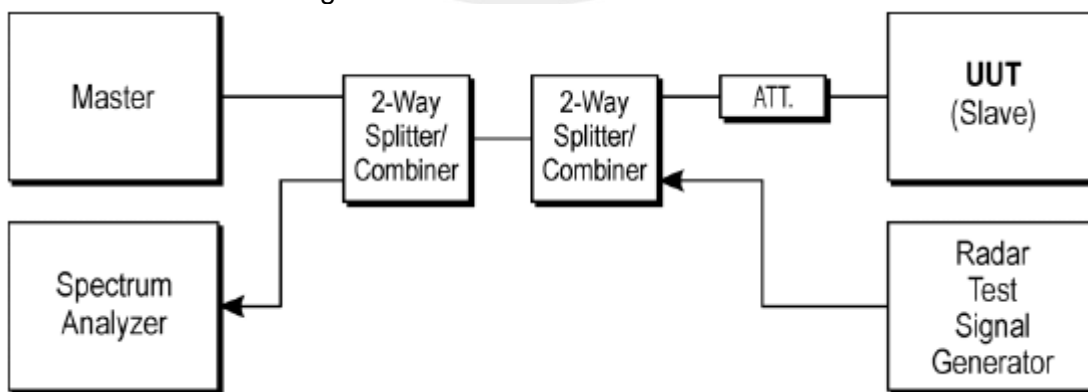 Master
2-Way
Splitter/
Combiner
2-Way
Splitter/
Combiner
ATT.
UUT
(Slave)
Spectrum
Analyzer
Radar
Test
Signal
Generator